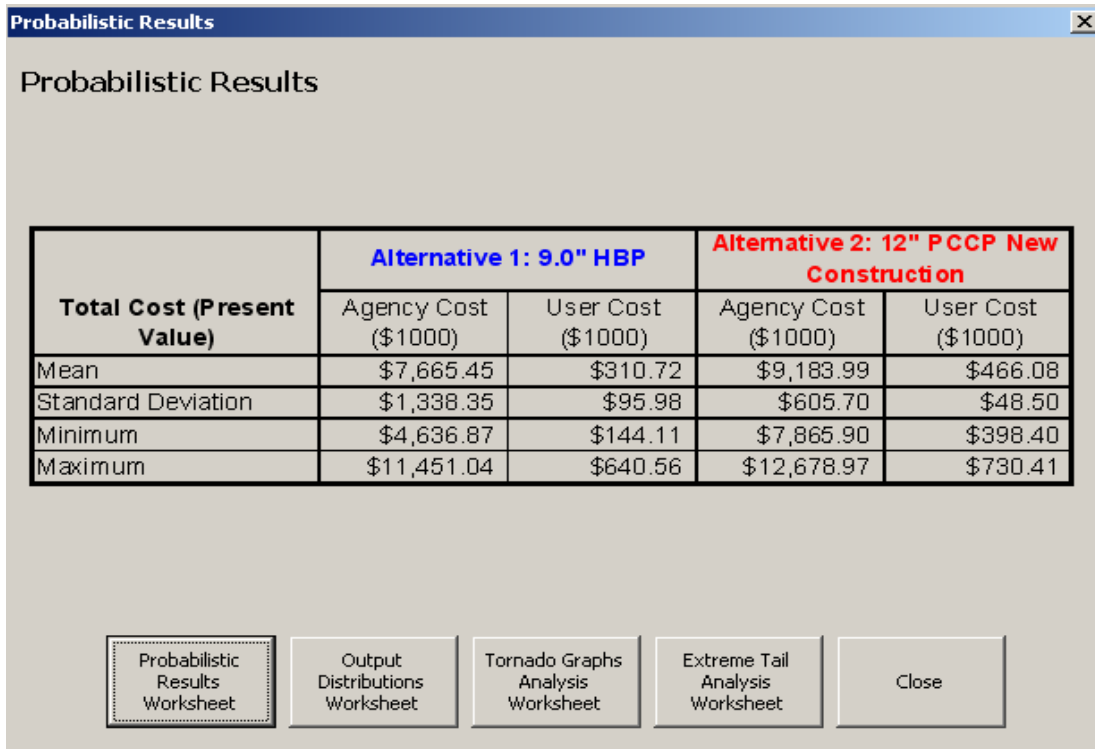 Probabilistic Results
Probabilistic Results
Total Cost (Present
Value)
Alternative 1: 9.0" HBP
Alternative 2: 12" PCCP New
Construction
Agency Cost
($1000)
User Cost
($1000)
Agency Cost
($1000)
User Cost
($1000)
Mean $7,665.45 $310.72 $9,183.99 $466.08
Standard Deviation $1,338.35 $95.98 $605.70 $48.50
Minimum $4,636.87 $144.11 $7,865.90 $398.40
Maximum $11,451.04 $640.56 $12,678.97 $730.41
Probabilistic
Results
Worksheet
Output
Distributions
Worksheet
Tornado Graphs
Analysis
Worksheet
Extreme Tail
Analysis
Worksheet
Close